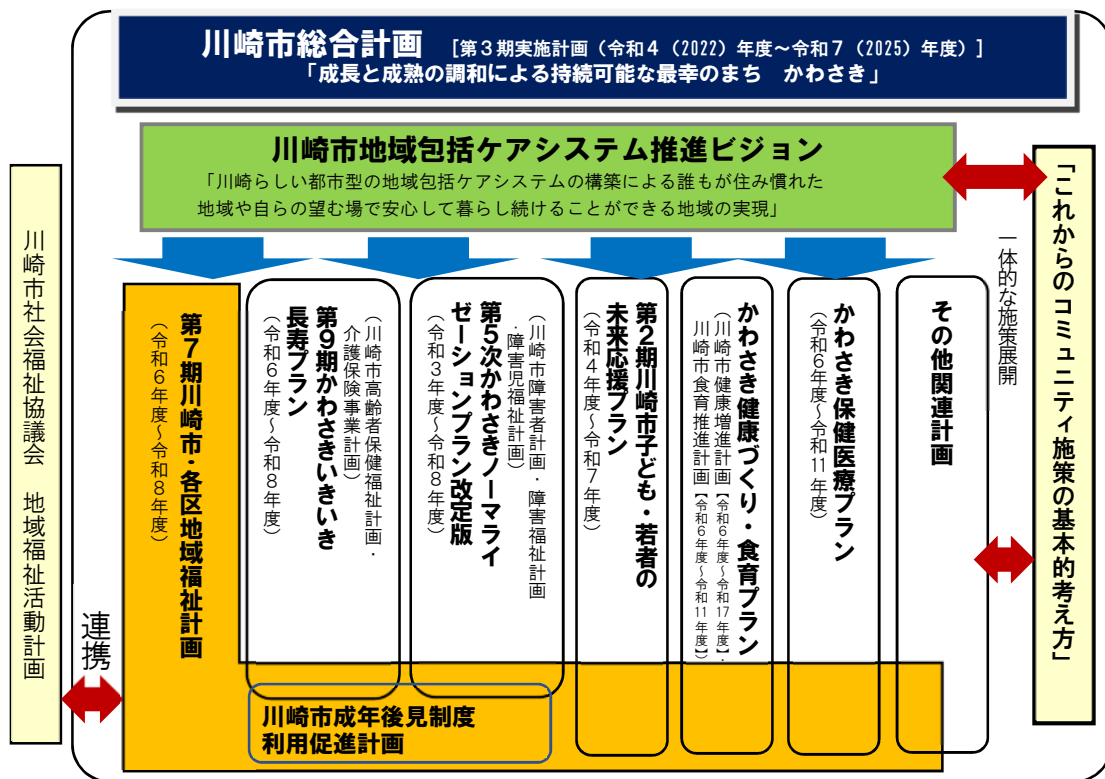 川崎市総合計画 [第3期実施計画(令和4(2022)年度~令和7(2025)年度)]
「成長と成熟の調和による持続可能な最幸のまち かわさき」
川崎市地域包括ケアシステム推進ビジョン
「川崎らしい都市型の地域包括ケアシステムの構築による誰もが住み慣れた
地域や自らの望む場で安心して暮らし続けることができる地域の実現」
川崎市社会福祉協議会 地域福祉活動計画
連携
第7期川崎市・各区地域福祉計画
(令和6年度~令和8年度)
(川崎市高齢者保健福祉計画・
介護保険事業計画)
第9期かわさきいきいき
長寿プラン
(令和6年度~令和8年度)
(川崎市障害者計画・障害福祉計画
・障害児福祉計画)
第5次かわさきノーマライ
ゼーションプラン改定版
(令和3年度~令和8年度)
第2期川崎市子ども・若者の
未来応援プラン
(令和4年度~令和7年度)
かわさき健康づくり・食育プラン
(川崎市健康増進計画【令和6年度~令和17年度】・
川崎市食育推進計画【令和6年度~令和11年度】)
かわさき保健医療プラン
(令和6年度~令和11年度)
その他関連計画
一体的な施策展開
「これからのコミュニティ施策の基本的考え方」
川崎市成年後見制度
利用促進計画